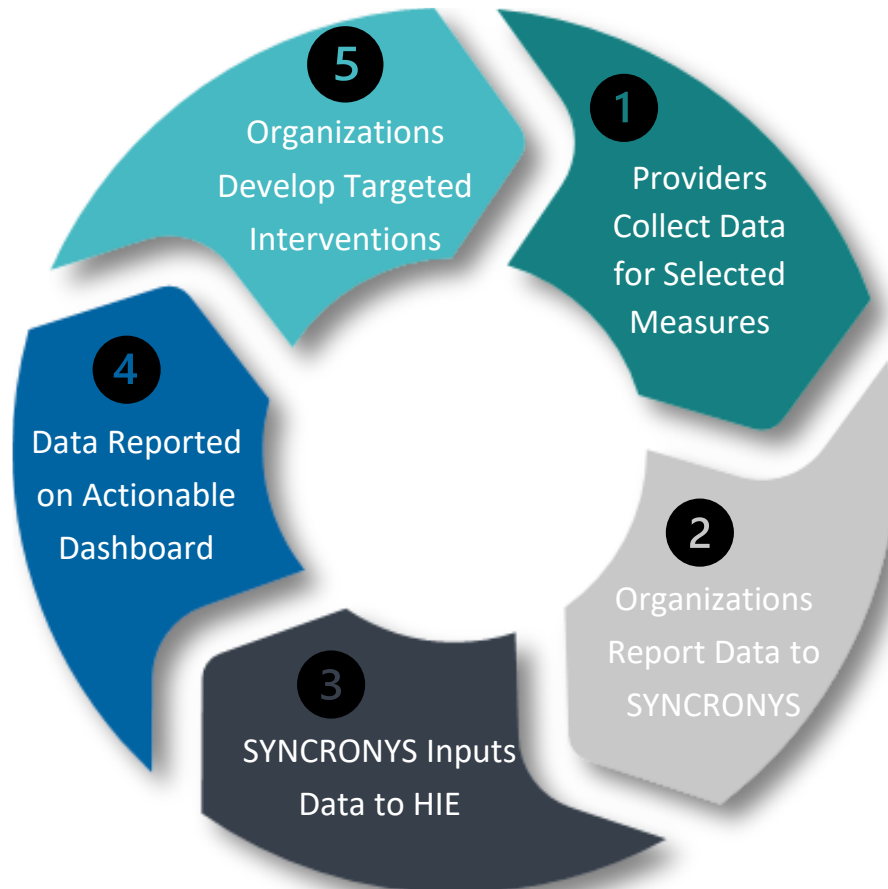 1
Providers
Collect Data
for Selected
Measures
2
Organizations
Report Data to
SYNCRONYS
3
SYNCRONYS Inputs
Data to HIE
4
Data Reported
on Actionable
Dashboard
5
Organizations
Develop Targeted
Interventions